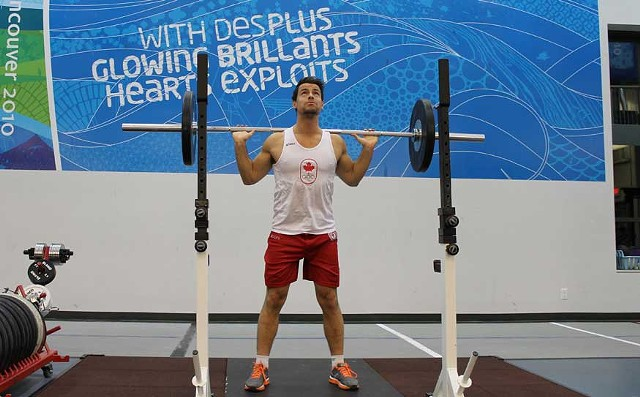 ncouver 2010
WITH DES PLUS
GLOWING BRILLANTS
HEARTS EXPLOITS